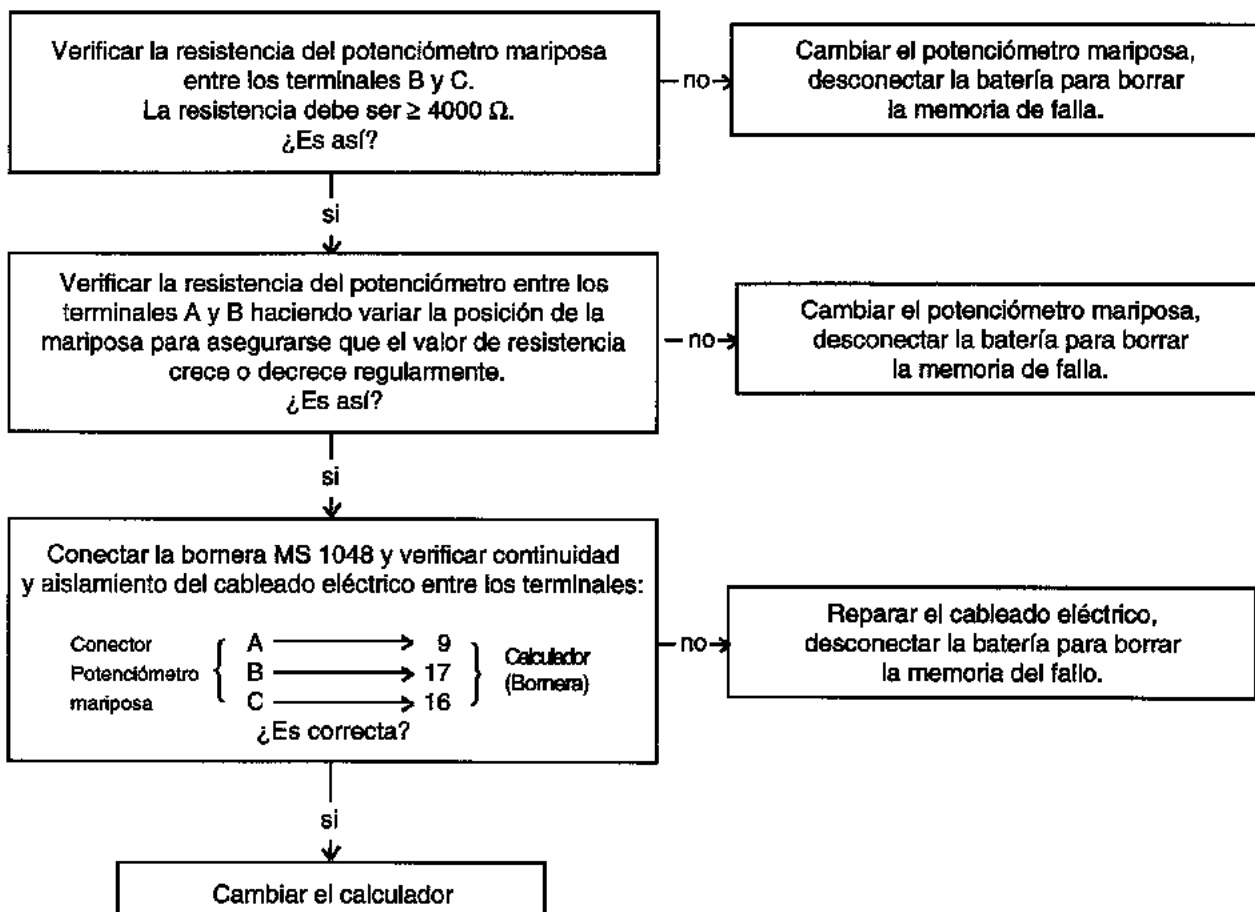 Verificar la resistencia del potenciómetro mariposa
entre los terminales B y C.
La resistencia debe ser ≥ 4000 Ω.
¿Es así?
no
Cambiar el potenciómetro mariposa,
desconectar la batería para borrar
la memoria de falla.
si
Verificar la resistencia del potenciómetro entre los
terminales A y B haciendo variar la posición de la
mariposa para asegurarse que el valor de resistencia
crece o decrece regularmente.
¿Es así?
no
Cambiar el potenciómetro mariposa,
desconectar la batería para borrar
la memoria de falla.
si
Conectar la bornera MS 1048 y verificar continuidad
y aislamiento del cableado eléctrico entre los terminales:
Conector
Potenciómetro
mariposa
A → 9
B → 17
C → 16
Calculador
(Bornera)
¿Es correcta?
no
Reparar el cableado eléctrico,
desconectar la batería para borrar
la memoria del fallo.
si
Cambiar el calculador